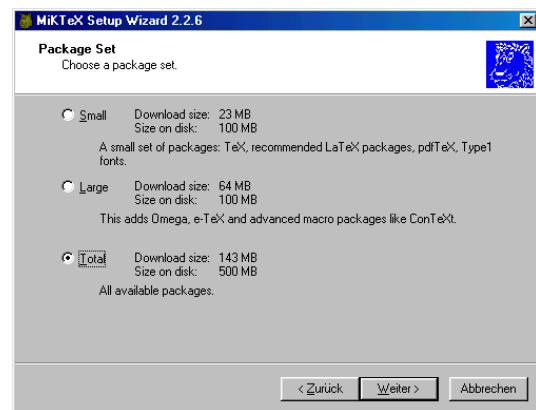 MiKTeX Setup Wizard 2.2.6
Package Set
Choose a package set.
Small Download size: 23 MB
Size on disk: 100 MB
A small set of packages: TeX, recommended LaTeX packages, pdfTeX, Type1
fonts.
Large Download size: 64 MB
Size on disk: 100 MB
This adds Omega, e-TeX and advanced macro packages like ConTeXt.
Total Download size: 143 MB
Size on disk: 500 MB
All available packages.
< Zurück Weiter > Abbrechen